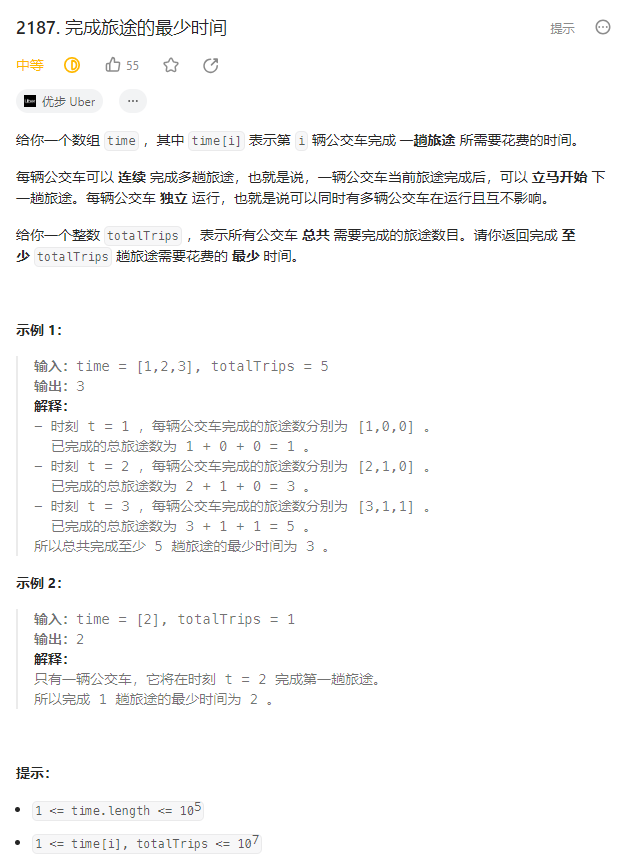 2187. 完成旅途的最少时间
提示
中等
55
Uber 优步 Uber
给你一个数组 time ，其中 time[i] 表示第 i 辆公交车完成 一趟旅途 所需要花费的时间。
每辆公交车可以 连续 完成多趟旅途，也就是说，一辆公交车当前旅途完成后，可以 立马开始 下
一趟旅途。每辆公交车 独立 运行，也就是说可以同时有多辆公交车在运行且互不影响。
给你一个整数 totalTrips ，表示所有公交车 总共 需要完成的旅途数目。请你返回完成 至
少 totalTrips 趟旅途需要花费的 最少 时间。
示例 1：
输入：time = [1,2,3], totalTrips = 5
输出：3
解释：
- 时刻 t = 1 ，每辆公交车完成的旅途数分别为 [1,0,0] 。
已完成的总旅途数为 1 + 0 + 0 = 1 。
- 时刻 t = 2 ，每辆公交车完成的旅途数分别为 [2,1,0] 。
已完成的总旅途数为 2 + 1 + 0 = 3 。
- 时刻 t = 3 ，每辆公交车完成的旅途数分别为 [3,1,1] 。
已完成的总旅途数为 3 + 1 + 1 = 5 。
所以总共完成至少 5 趟旅途的最少时间为 3 。
示例 2：
输入：time = [2], totalTrips = 1
输出：2
解释：
只有一辆公交车，它将在时刻 t = 2 完成第一趟旅途。
所以完成 1 趟旅途的最少时间为 2 。
提示：
• 1 <= time.length <= 10⁵
• 1 <= time[i], totalTrips <= 10⁷